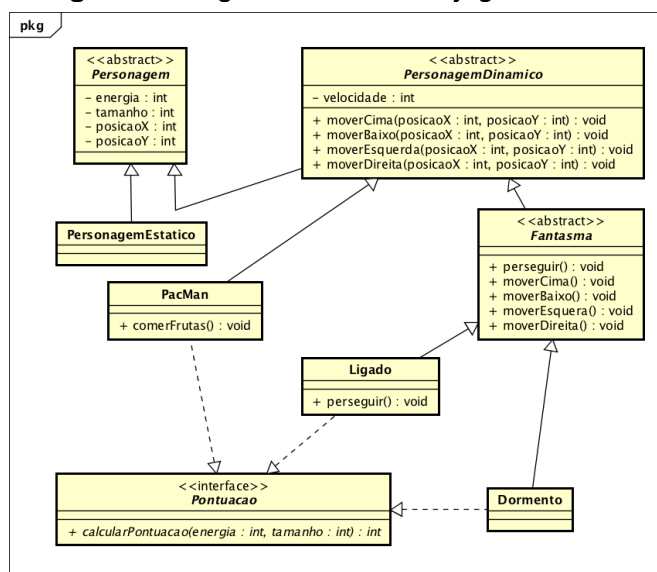 pkg
<<abstract>>
Personagem
– energia : int
– tamanho : int
– posicaoX : int
– posicaoY : int
<<abstract>>
PersonagemDinamico
– velocidade : int
+ moverCima(posicaoX : int, posicaoY : int) : void
+ moverBaixo(posicaoX : int, posicaoY : int) : void
+ moverEsquerda(posicaoX : int, posicaoY : int) : void
+ moverDireita(posicaoX : int, posicaoY : int) : void
PersonagemEstatico
<<abstract>>
Fantasma
+ perseguir() : void
+ moverCima() : void
+ moverBaixo() : void
+ moverEsquera() : void
+ moverDireita() : void
PacMan
+ comerFrutas() : void
Ligado
+ perseguir() : void
<<interface>>
Pontuacao
+ calcularPontuacao(energia : int, tamanho : int) : int
Dormento